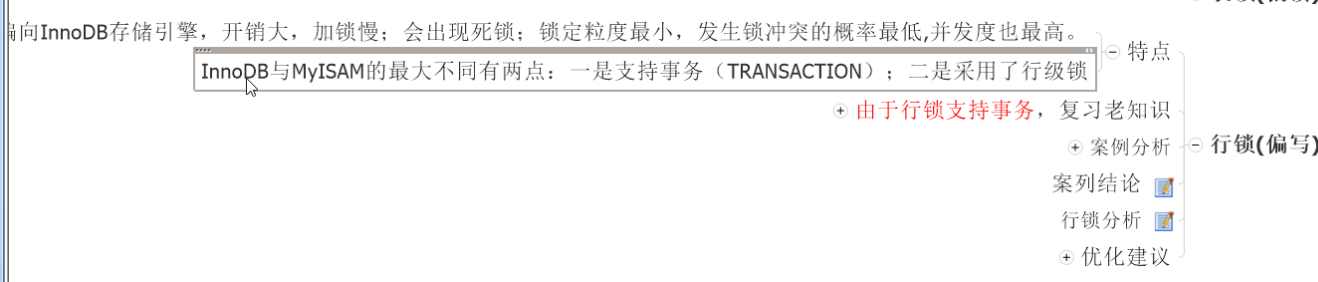 偏向InnoDB存储引擎，开销大，加锁慢；会出现死锁；锁定粒度最小，发生锁冲突的概率最低,并发度也最高。
特点
InnoDB与MyISAM的最大不同有两点：一是支持事务（TRANSACTION）；二是采用了行级锁
由于行锁支持事务，复习老知识
案例分析
行锁(偏写)
案列结论
行锁分析
优化建议